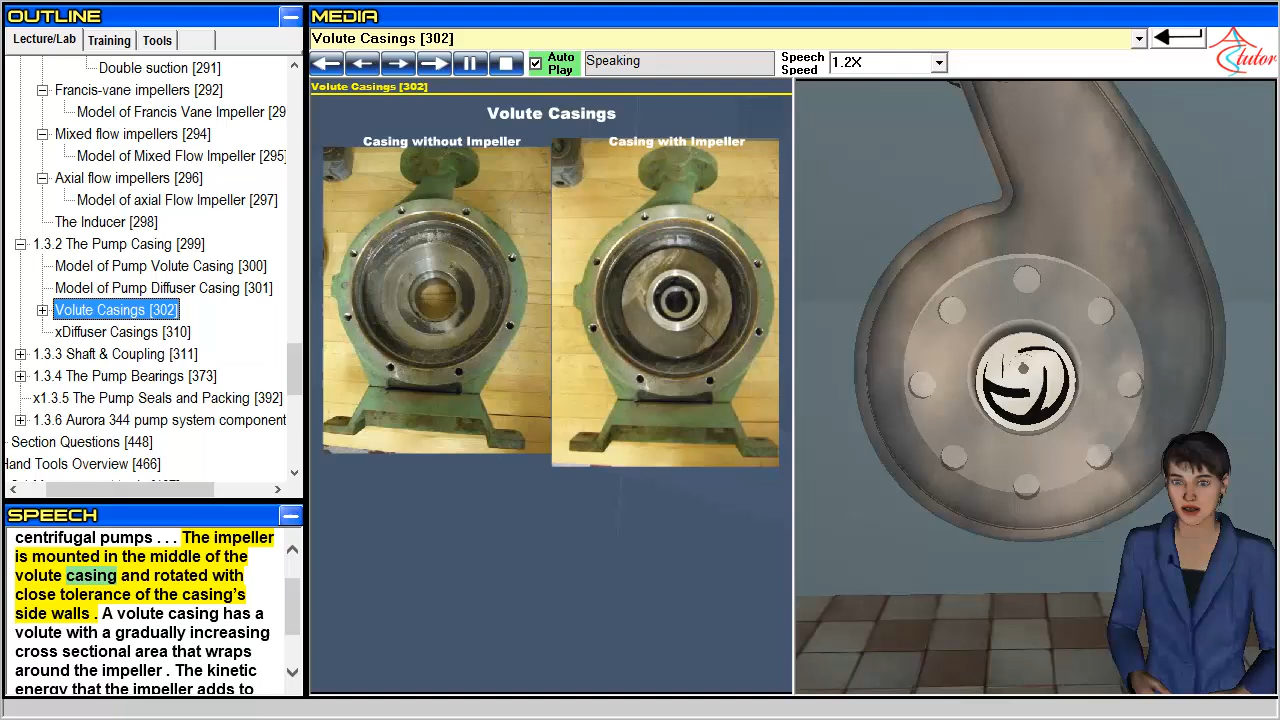 OUTLINE
Lecture/Lab Training Tools
Double suction [291]
Francis-vane impellers [292]
Model of Francis Vane Impeller [29
Mixed flow impellers [294]
Model of Mixed Flow Impeller [295]
Axial flow impellers [296]
Model of axial Flow Impeller [297]
The Inducer [298]
1.3.2 The Pump Casing [299]
Model of Pump Volute Casing [300]
Model of Pump Diffuser Casing [301]
Volute Casings [302]
xDiffuser Casings [310]
1.3.3 Shaft & Coupling [311]
1.3.4 The Pump Bearings [373]
x1.3.5 The Pump Seals and Packing [392]
1.3.6 Aurora 344 pump system component
Section Questions [448]
Hand Tools Overview [466]
SPEECH
centrifugal pumps . . . The impeller
is mounted in the middle of the
volute casing and rotated with
close tolerance of the casing's
side walls . A volute casing has a
volute with a gradually increasing
cross sectional area that wraps
around the impeller . The kinetic
energy that the impeller adds to
MEDIA
Volute Casings [302]
Auto
Play
Speaking
Speech
Speed
1.2X
tutor
Volute Casings [302]
Volute Casings
Casing without Impeller
Casing with Impeller